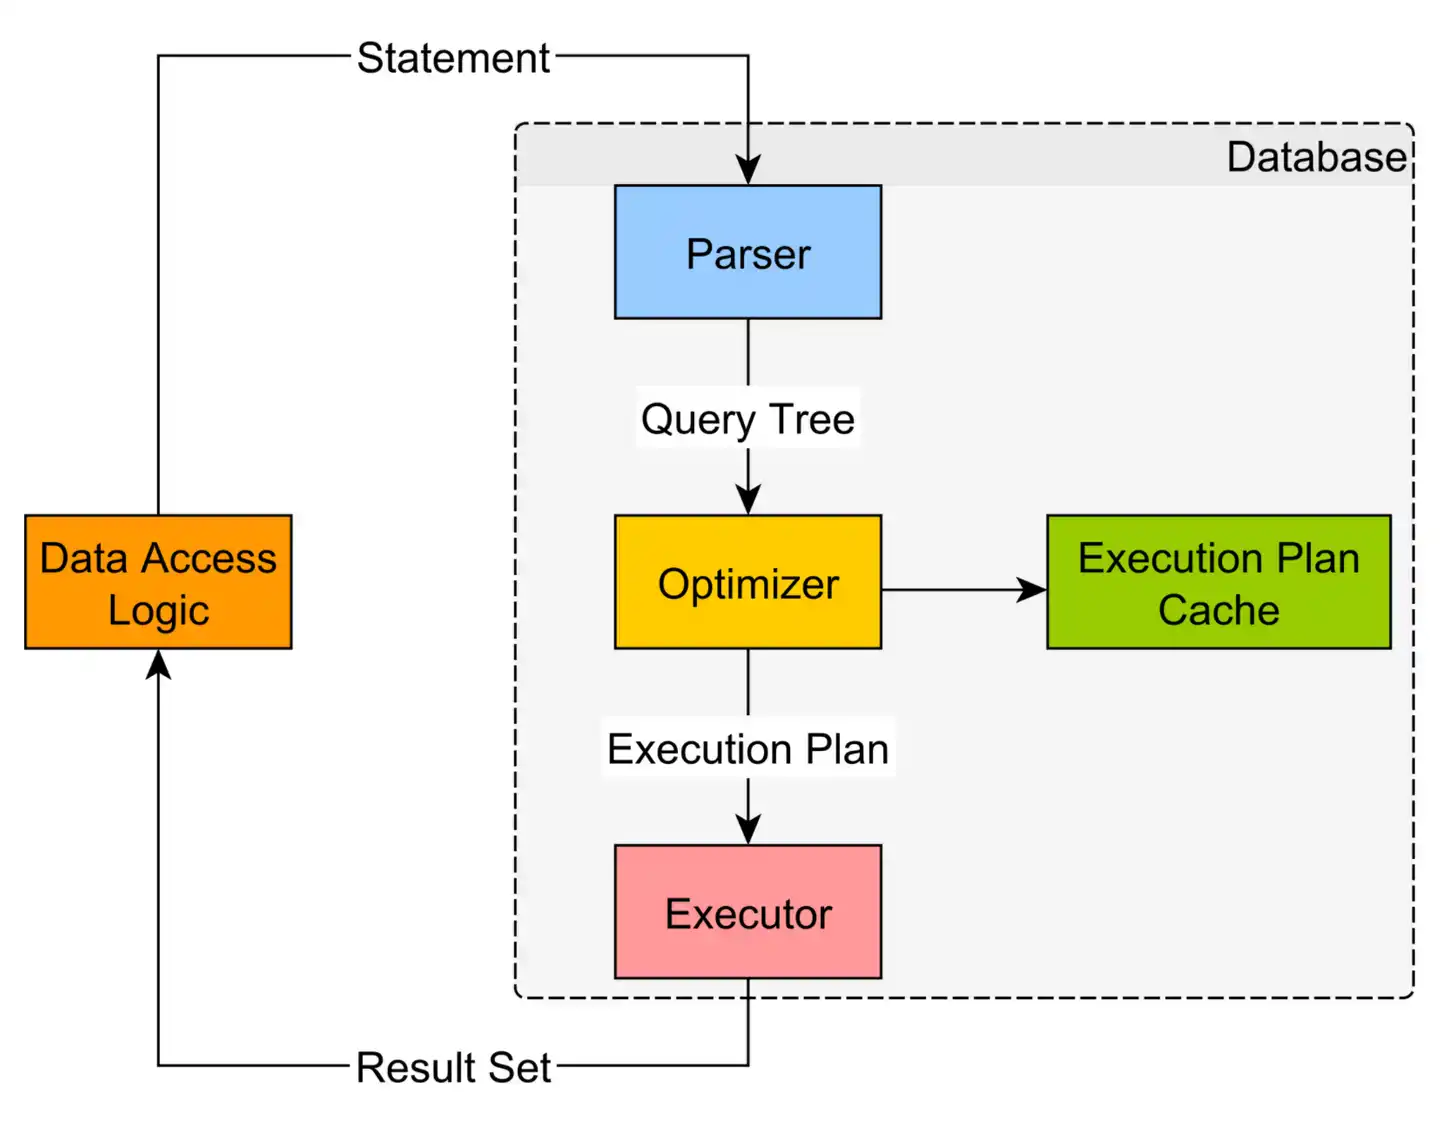 Statement
Database
Parser
Query Tree
Data Access
Logic
Optimizer
Execution Plan
Cache
Execution Plan
Executor
Result Set